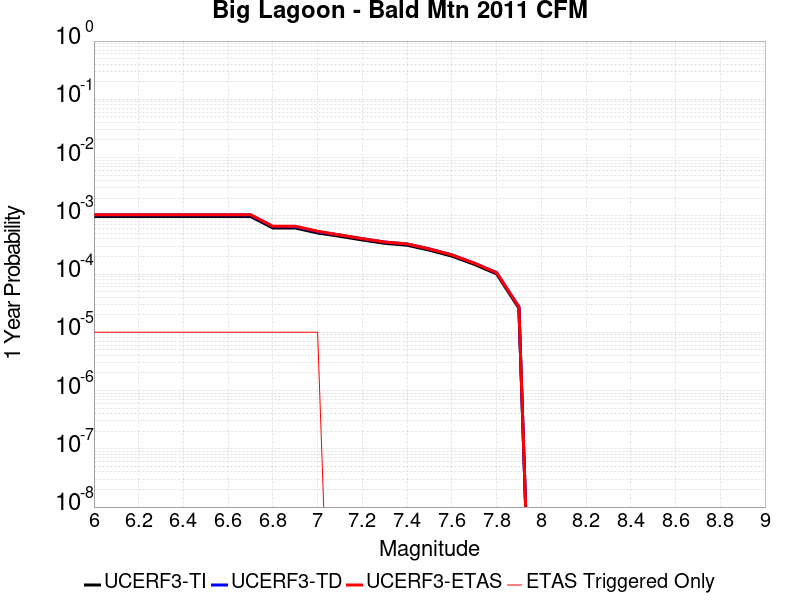 Big Lagoon - Bald Mtn 2011 CFM
10^0
10^-1
10^-2
10^-3
10^-4
10^-5
10^-6
10^-7
10^-8
1 Year Probability
6 6.2 6.4 6.6 6.8 7 7.2 7.4 7.6 7.8 8 8.2 8.4 8.6 8.8 9
Magnitude
UCERF3-TI UCERF3-TD UCERF3-ETAS ETAS Triggered Only